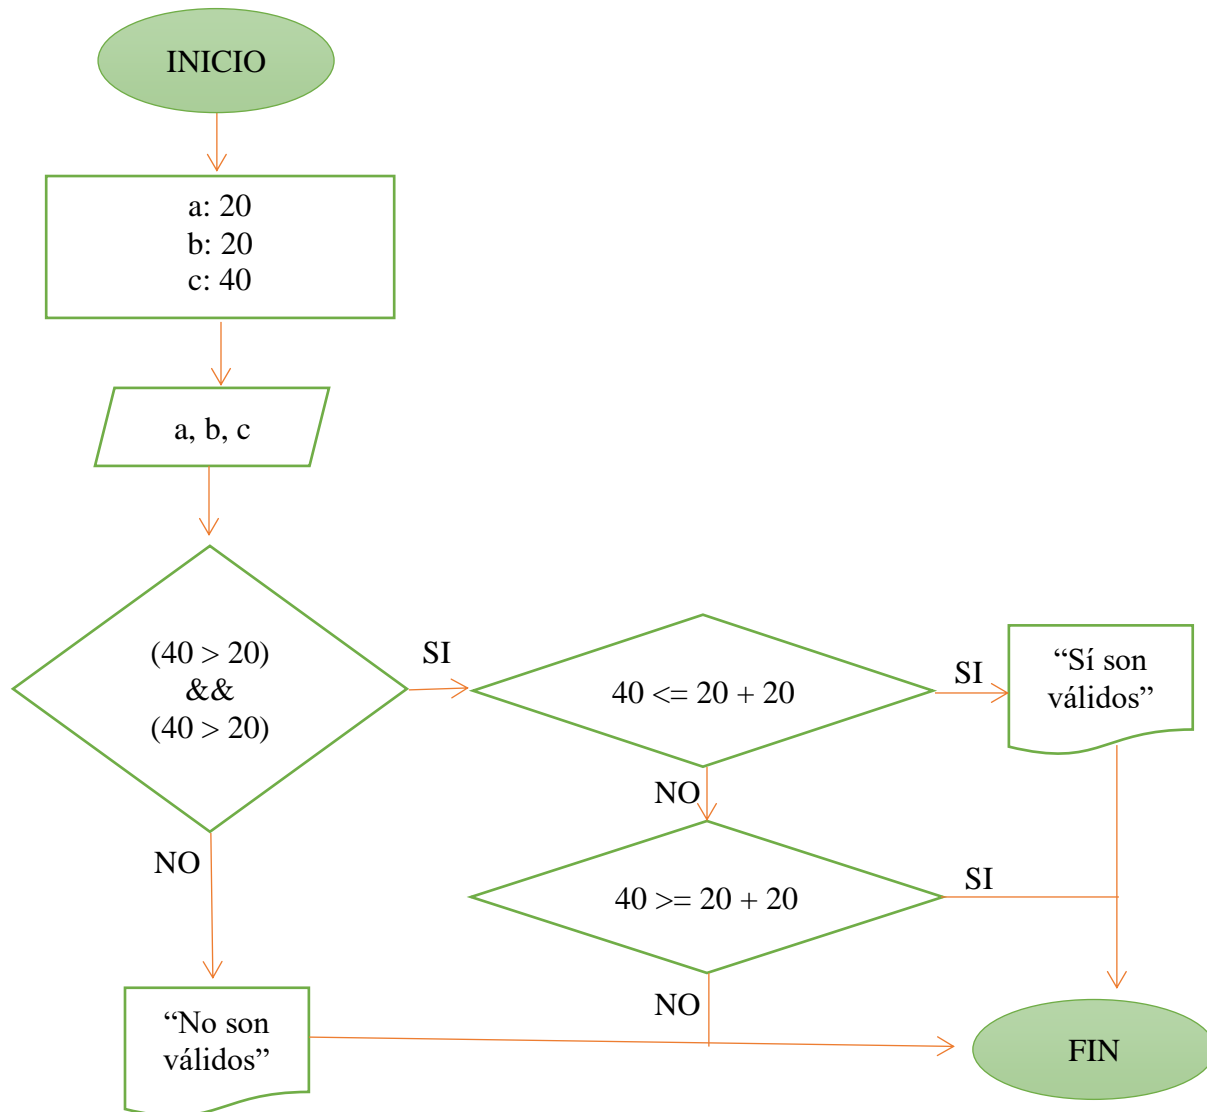 INICIO
a: 20
b: 20
c: 40
a, b, c
(40 > 20)
&&
(40 > 20)
SI
40 <= 20 + 20
SI
“Sí son
válidos”
NO
NO
40 >= 20 + 20
SI
NO
“No son
válidos”
FIN